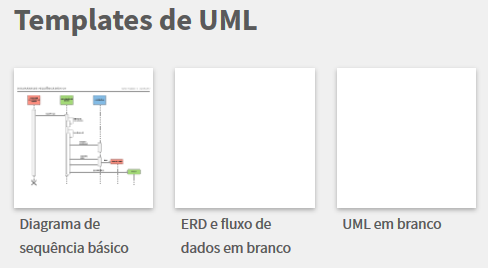 Templates de UML
Diagrama de
sequência básico
ERD e fluxo de
dados em branco
UML em branco